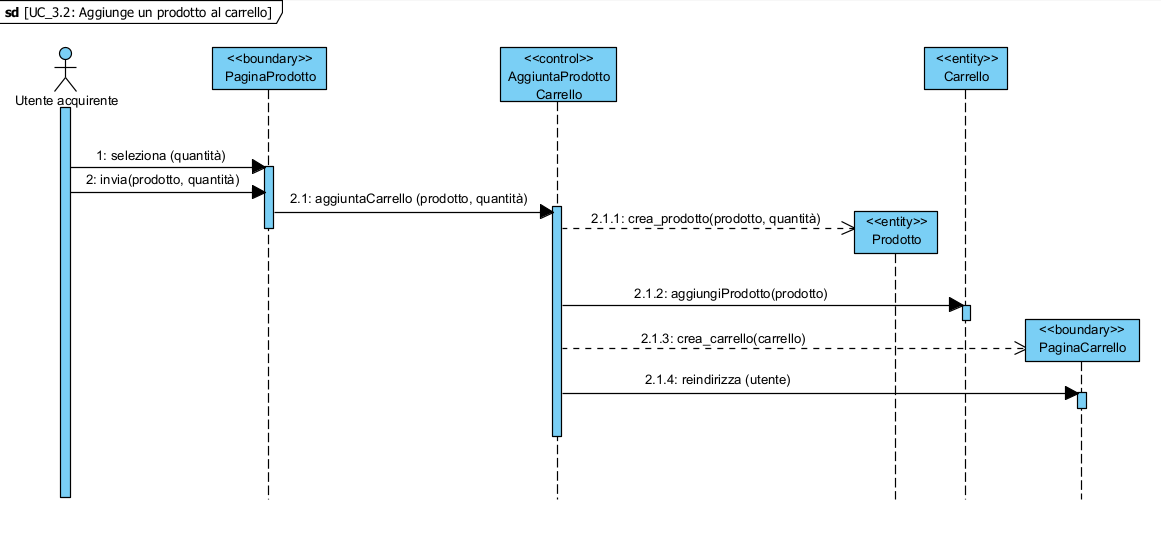 sd [UC_3.2: Aggiunge un prodotto al carrello]
Utente acquirente
<<boundary>>
PaginaProdotto
<<control>>
AggiuntaProdotto
Carrello
<<entity>>
Carrello
1: seleziona (quantità)
2: invia(prodotto, quantità)
2.1: aggiuntaCarrello (prodotto, quantità)
2.1.1: crea_prodotto(prodotto, quantità)
<<entity>>
Prodotto
2.1.2: aggiungiProdotto(prodotto)
2.1.3: crea_carrello(carrello)
<<boundary>>
PaginaCarrello
2.1.4: reindirizza (utente)